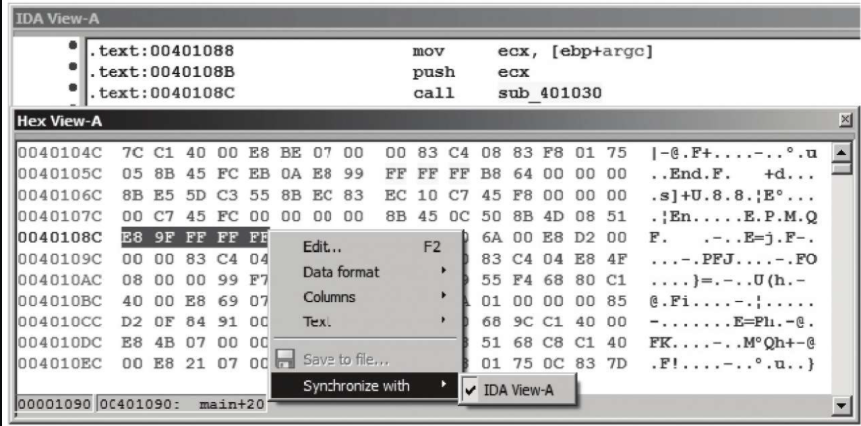 IDA View-A
.text:00401088 mov ecx, [ebp+argc]
.text:0040108B push ecx
.text:0040108C call sub_401030
Hex View-A
0040104C 7C C1 40 00 E8 BE 07 00 00 83 C4 08 83 F8 01 75 |-@.F+....-..°.u
0040105C 05 8B 45 FC EB 0A E8 99 FF FF FF B8 64 00 00 00 ..End.F. +d...
0040106C 8B E5 5D C3 55 8B EC 83 EC 10 C7 45 F8 00 00 00 .s]+U.8.8.¦E°...
0040107C 00 C7 45 FC 00 00 00 00 8B 45 0C 50 8B 4D 08 51 .¦En.....E.P.M.Q
0040108C E8 9F FF FF FF 6A 00 E8 D2 00 F. .-..E=j.F-.
0040109C 00 00 83 C4 04 83 C4 04 E8 4F ...-.PFJ....-.FO
004010AC 08 00 00 99 F7 55 F4 68 80 C1 ....}=.-..U(h.-
004010BC 40 00 E8 69 07 01 00 00 00 85 @.Fi....-.¦.....
004010CC D2 0F 84 91 00 68 9C C1 40 00 -.......E=Ph.-@.
004010DC E8 4B 07 00 00 51 68 C8 C1 40 FK....-..M°Qh+-@
004010EC 00 E8 21 07 00 01 75 0C 83 7D .F!....-..°.u..}
Edit... F2
Data format
Columns
Text
Save to file...
Synchronize with
IDA View-A
00001090 00401090: main+20